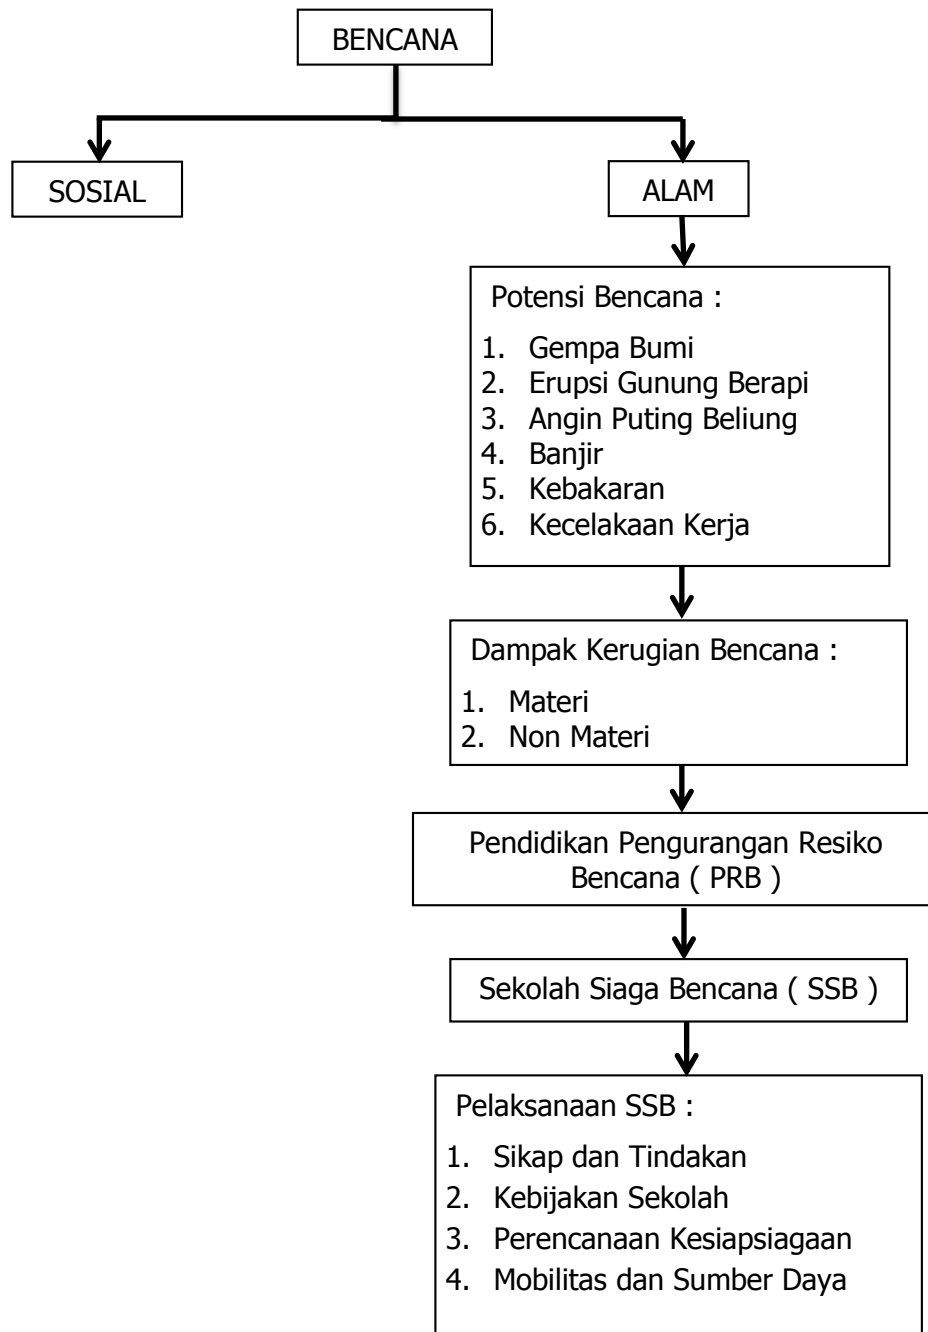 BENCANA
SOSIAL
ALAM
Potensi Bencana :
1. Gempa Bumi
2. Erupsi Gunung Berapi
3. Angin Puting Beliung
4. Banjir
5. Kebakaran
6. Kecelakaan Kerja
Dampak Kerugian Bencana :
1. Materi
2. Non Materi
Pendidikan Pengurangan Resiko
Bencana ( PRB )
Sekolah Siaga Bencana ( SSB )
Pelaksanaan SSB :
1. Sikap dan Tindakan
2. Kebijakan Sekolah
3. Perencanaan Kesiapsiagaan
4. Mobilitas dan Sumber Daya